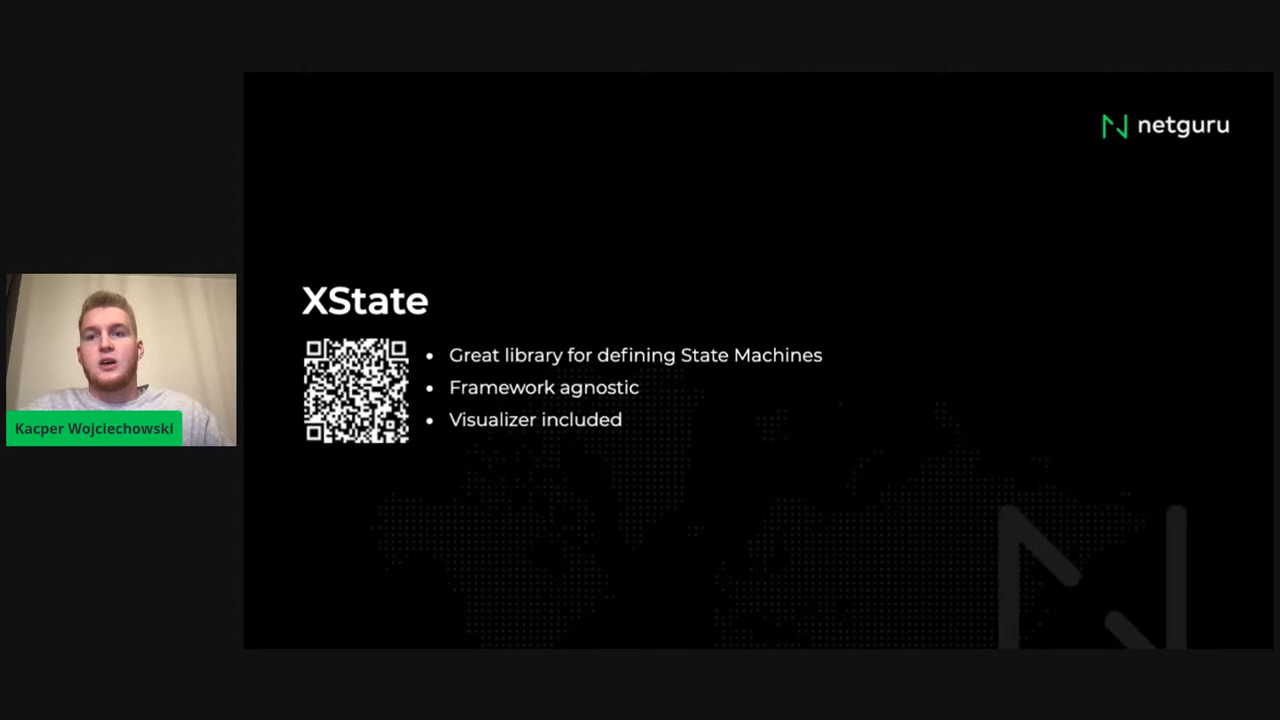 netguru
XState
• Great library for defining State Machines
• Framework agnostic
• Visualizer included
Kacper Wojciechowski